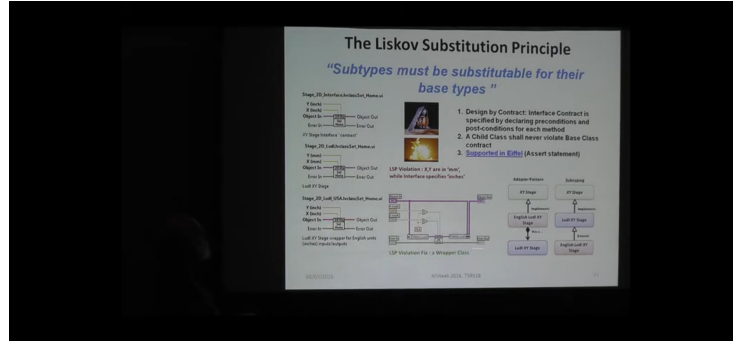 The Liskov Substitution Principle
"Subtypes must be substitutable for their
base types "
Stage_2D_Interface.lvclass:Set_Home.vi
Y (inch)
X (inch)
Object In
Object Out
Error In
Error Out
XY Stage Interface 'contract'
Stage_2D_Ludl.lvclass:Set_Home.vi
Y (mm)
X (mm)
Object In
Object Out
Error In
Error Out
Ludl XY Stage
Stage_2D_Ludl_USA.lvclass:Set_Home.vi
Y (inch)
X (inch)
Object In
Object Out
Error In
Error Out
Ludl XY Stage wrapper for English units
(inches) inputs/outputs
LSP Violation : X,Y are in 'mm',
while Interface specifies 'inches'
LSP Violation Fix : a Wrapper Class
1. Design by Contract: Interface Contract is
specified by declaring preconditions and
post-conditions for each method
2. A Child Class shall never violate Base Class
contract
3. Supported in Eiffel (Assert statement)
Adapter Pattern
XY Stage
English Ludl XY
Stage
Ludl XY Stage
Subtyping
XY Stage
Ludl XY Stage
English Ludl XY
Stage